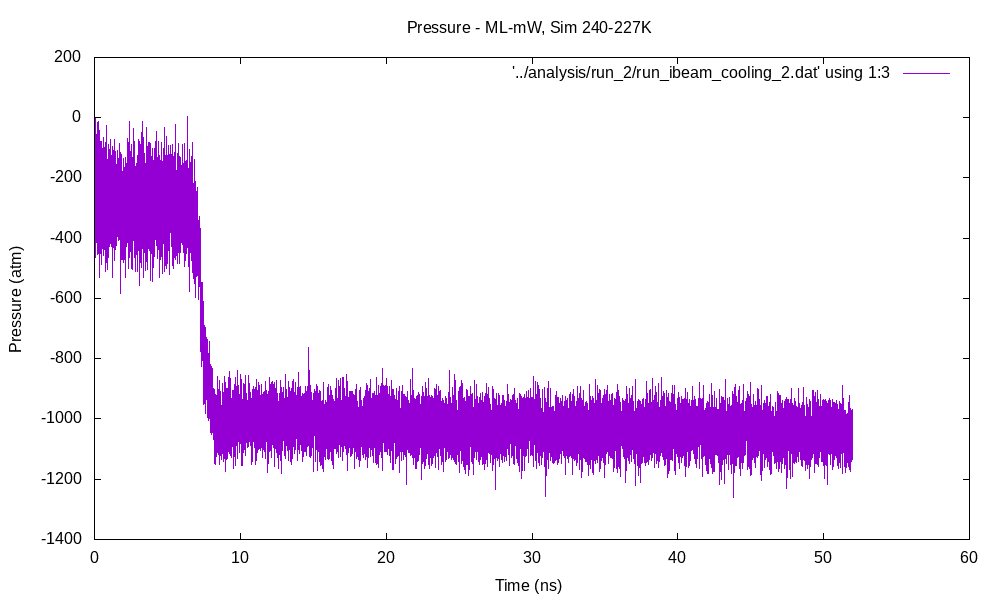 Pressure - ML-mW, Sim 240-227K
'../analysis/run_2/run_ibeam_cooling_2.dat' using 1:3
200
0
-200
-400
-600
-800
-1000
-1200
-1400
Pressure (atm)
0 10 20 30 40 50 60
Time (ns)